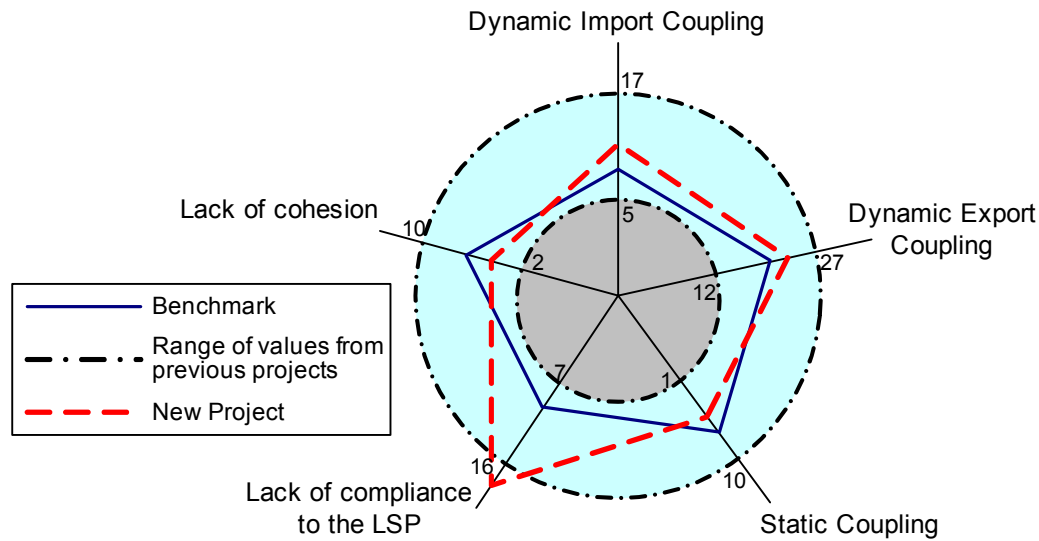 Dynamic Import Coupling
17
5
Lack of cohesion
10
2
Dynamic Export
Coupling
27
12
Benchmark
Range of values from
previous projects
New Project
7
1
16
10
Lack of compliance
to the LSP
Static Coupling